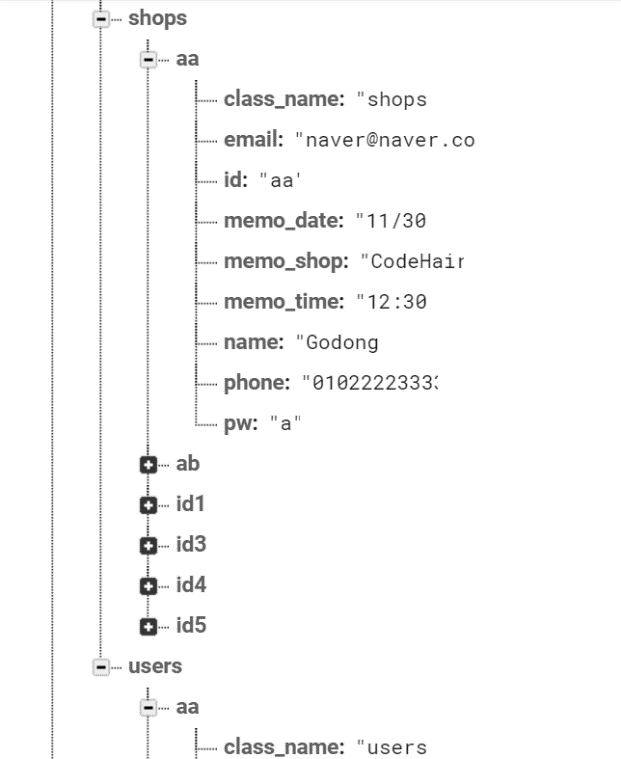 shops
aa
class_name: "shops
email: "naver@naver.co
id: "aa'
memo_date: "11/30
memo_shop: "CodeHair
memo_time: "12:30
name: "Godong
phone: "0102222333
pw: "a"
ab
id1
id3
id4
id5
users
aa
class_name: "users